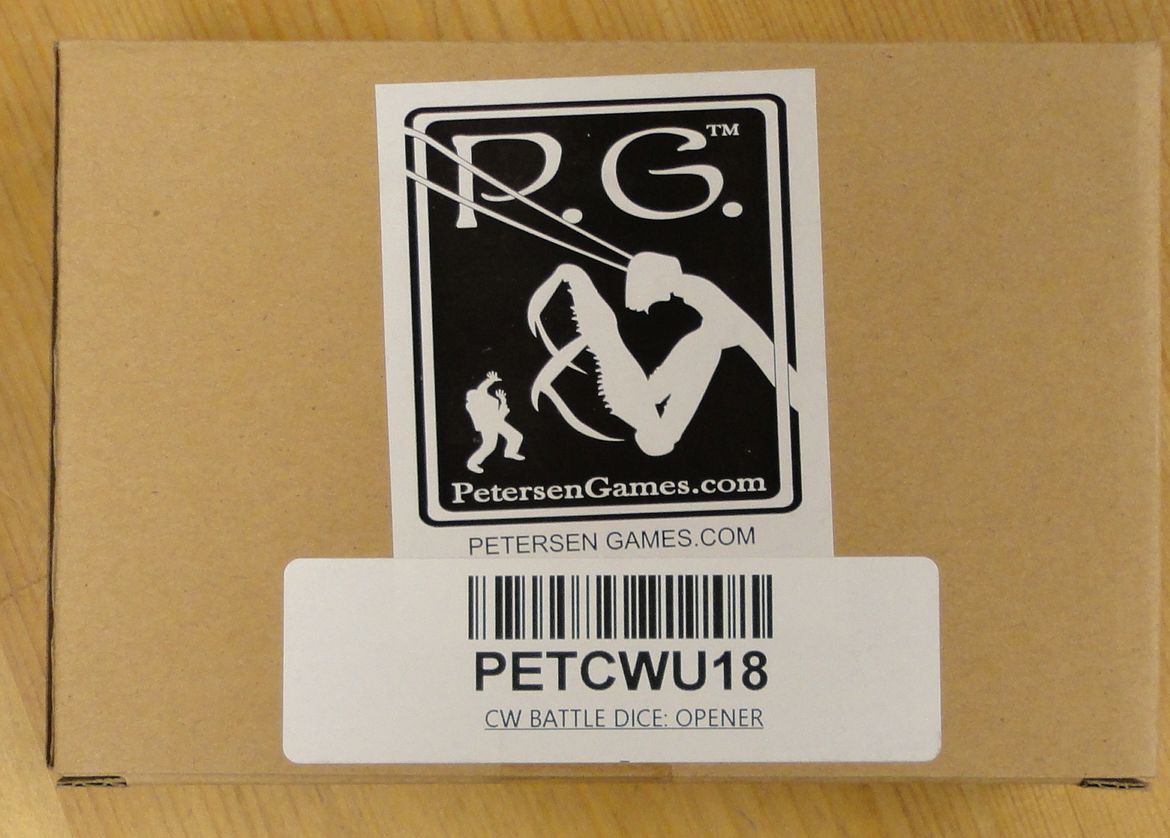 P.G.™
PetersenGames.com
PETERSEN GAMES.COM
PETCWU18
CW BATTLE DICE: OPENER